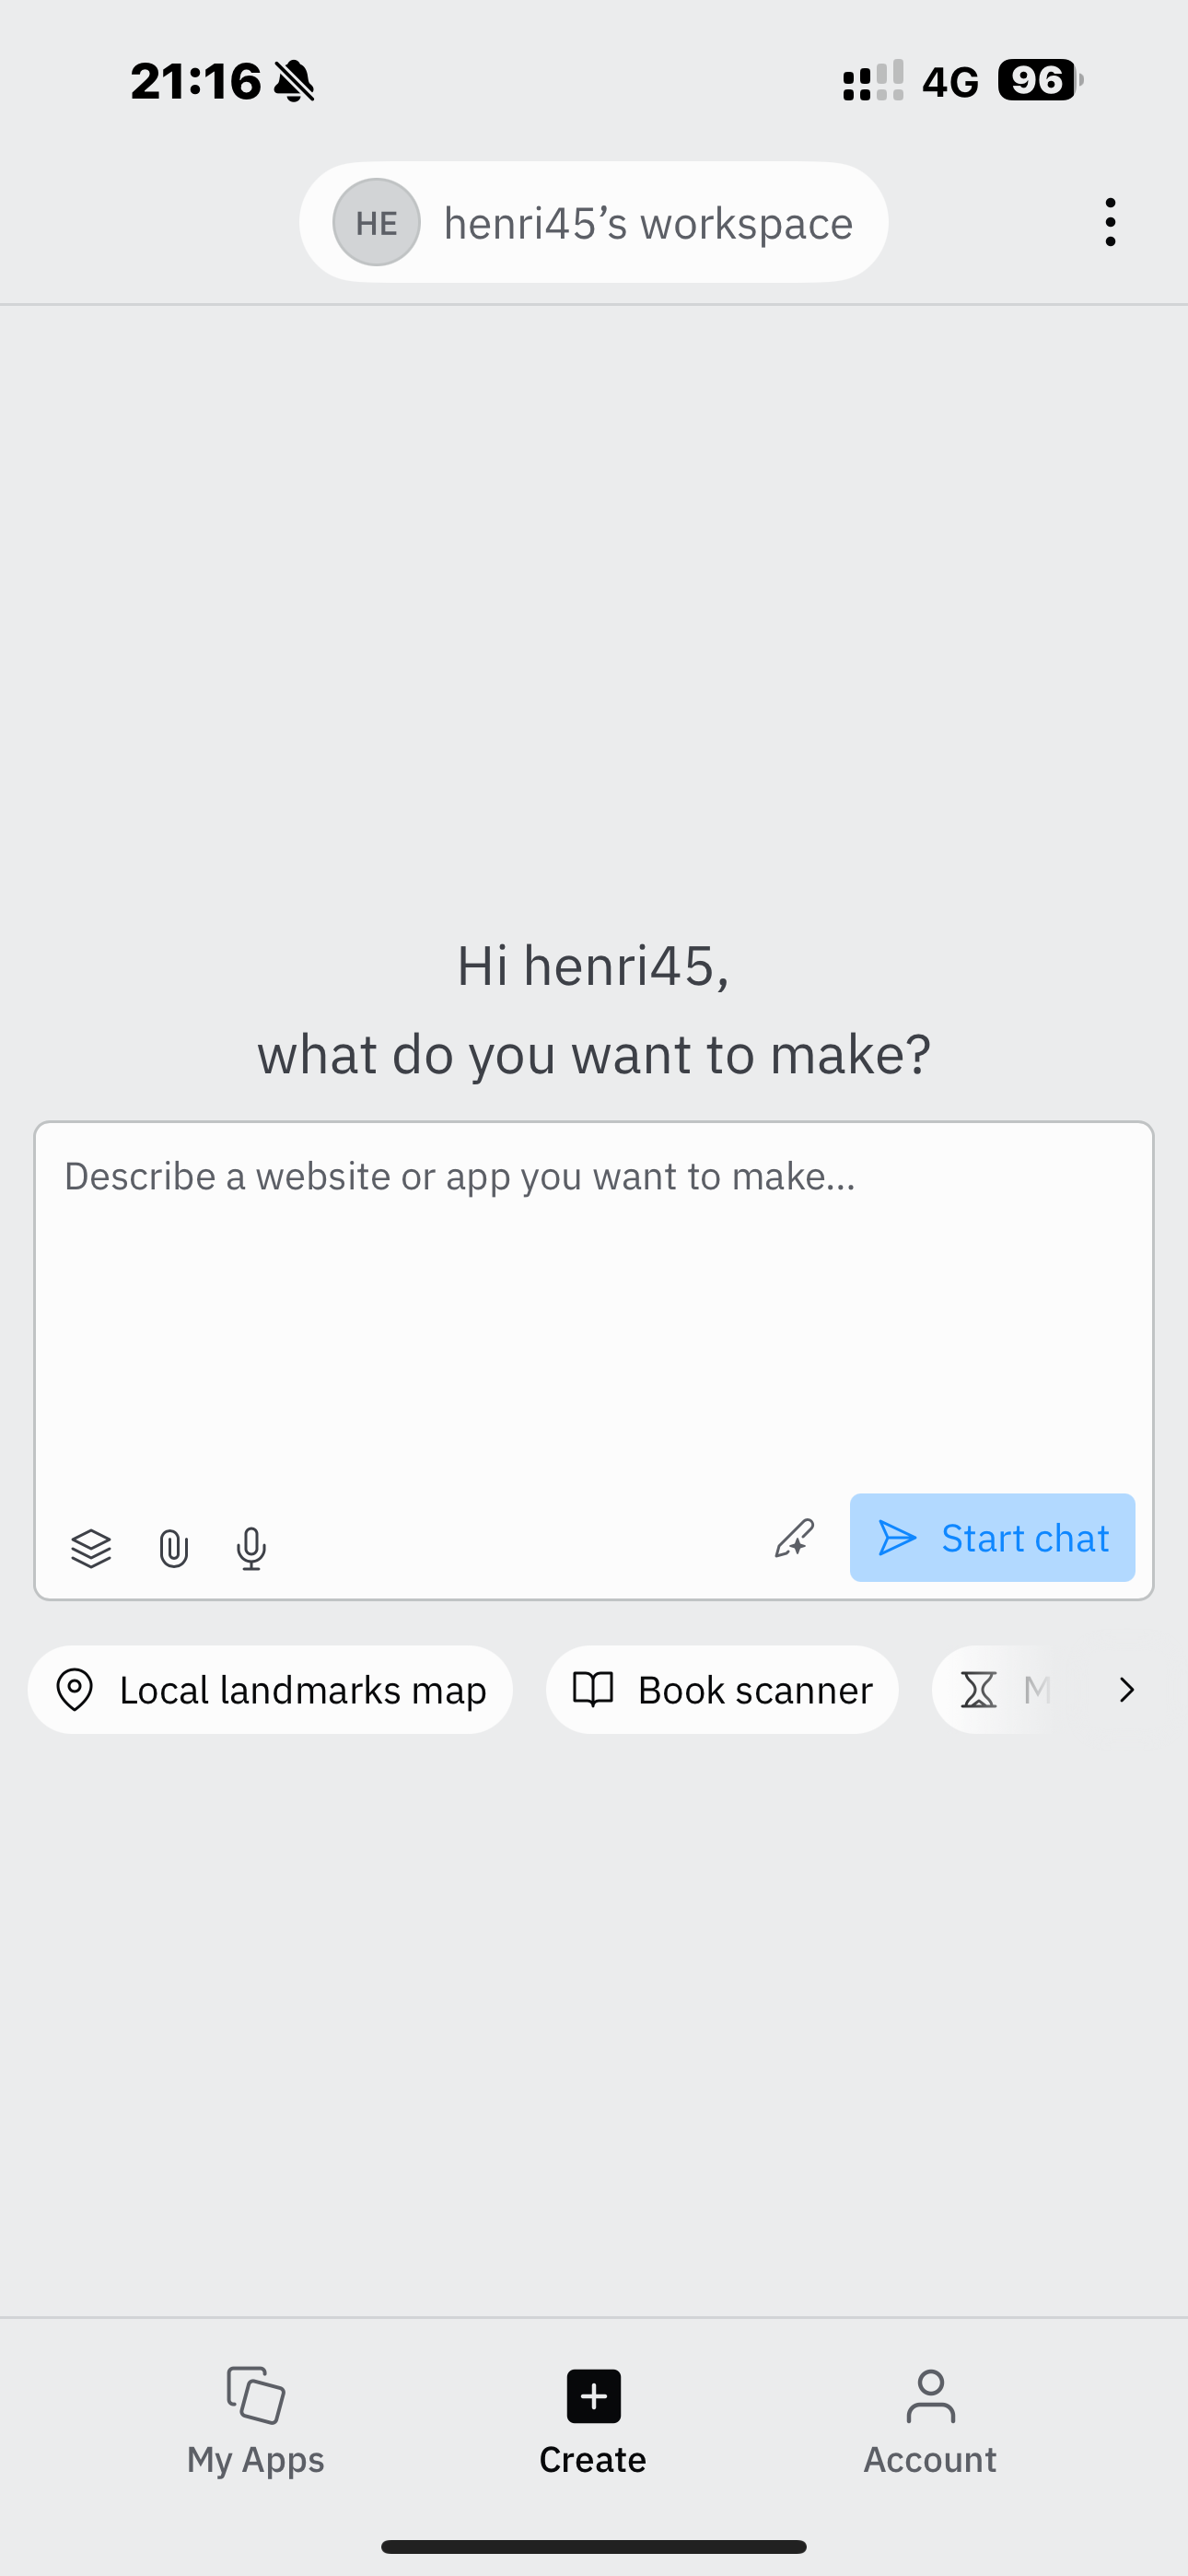 21:16
4G
96
HE
henri45’s workspace
Hi henri45,
what do you want to make?
Describe a website or app you want to make...
Start chat
Local landmarks map
Book scanner
M
My Apps
Create
Account